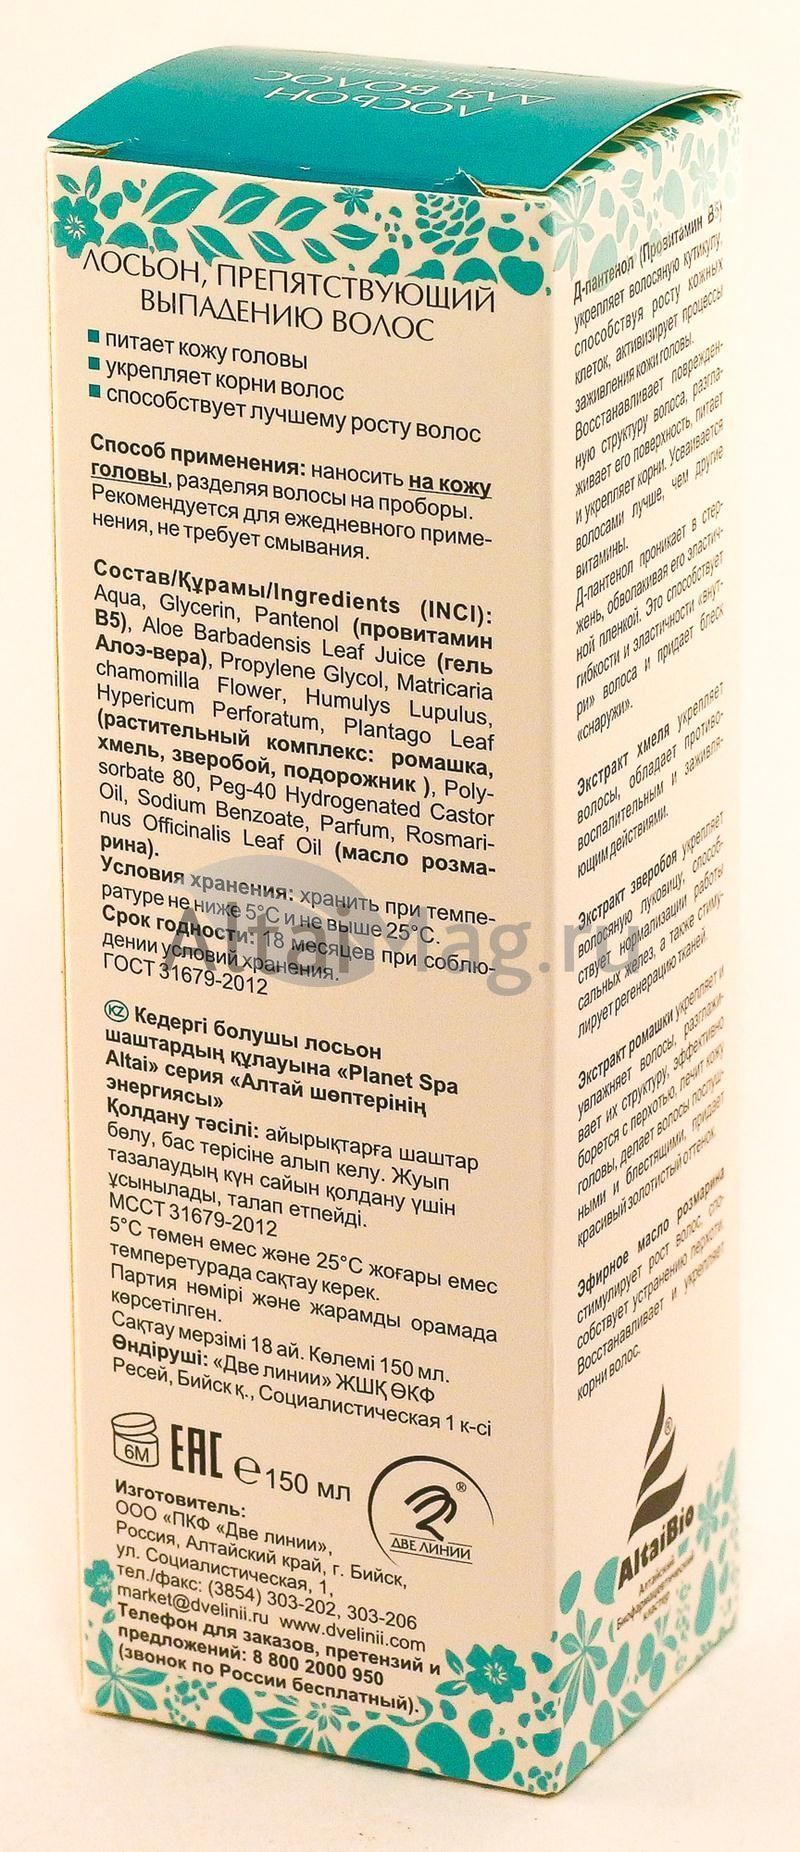 ЛОСЬОН
ДЛЯ ВОЛОС
ЛОСЬОН, ПРЕПЯТСТВУЮЩИЙ
ВЫПАДЕНИЮ ВОЛОС
питает кожу головы
укрепляет корни волос
способствует лучшему росту волос
Способ применения: наносить на кожу
головы, разделяя волосы на проборы.
Рекомендуется для ежедневного приме-
нения, не требует смывания.
Состав/Құрамы/Ingredients (INCI):
Aqua, Glycerin, Pantenol (провитамин
B5), Aloe Barbadensis Leaf Juice (гель
Алоэ-вера), Propylene Glycol, Matricaria
chamomilla Flower, Humulys Lupulus,
Hypericum Perforatum, Plantago Leaf
(растительный комплекс: ромашка,
хмель, зверобой, подорожник ), Poly-
sorbate 80, Peg-40 Hydrogenated Castor
Oil, Sodium Benzoate, Parfum, Rosmari-
nus Officinalis Leaf Oil (масло розма-
рина).
Условия хранения: хранить при темпе-
ратуре не ниже 5°C и не выше 25°C.
Срок годности: 18 месяцев при соблю-
дении условий хранения.
ГОСТ 31679-2012
AltaiMag.ru
KZ Кедергі болушы лосьон
шаштардың құлауына «Planet Spa
Altai» серия «Алтай шөптерінің
энергиясы»
Қолдану тәсілі: айырықтарға шаштар
бөлу, бас терісіне алып келу. Жуып
тазалаудың күн сайын қолдану үшін
ұсынылады, талап етпейді.
МССТ 31679-2012
5°C төмен емес және 25°C жоғары емес
температурада сақтау керек.
Партия нөмірі және жарамды орамада
көрсетілген.
Сақтау мерзімі 18 ай. Көлемі 150 мл.
Өндіруші: «Две линии» ЖШҚ ӨКФ
Ресей, Бийск қ., Социалистическая 1 к-сі
6М EAC e 150 мл
® ДВЕ ЛИНИИ
Изготовитель:
ООО «ПКФ «Две линии»,
Россия, Алтайский край, г. Бийск,
ул. Социалистическая, 1,
тел./факс: (3854) 303-202, 303-206
market@dvelinii.ru www.dvelinii.com
Телефон для заказов, претензий и
предложений: 8 800 2000 950
(звонок по России бесплатный).
Д-пантенол (Провитамин B5)
укрепляет волосяную кутикулу,
способствуя росту кожных
клеток, активизирует процессы
заживления кожи головы.
Восстанавливает поврежден-
ную структуру волоса, разгла-
живает его поверхность, питает
и укрепляет корни. Усваивается
волосами лучше, чем другие
витамины.
Д-пантенол проникает в стер-
жень, обволакивая его эластич-
ной пленкой. Это способствует
гибкости и эластичности «внут-
ри» волоса и придает блеск
«снаружи».
Экстракт хмеля укрепляет
волосы, обладает противо-
воспалительным и заживля-
ющим действиями.
Экстракт зверобоя укрепляет
волосяную луковицу, способ-
ствует нормализации работы
сальных желез, а также стиму-
лирует регенерацию тканей.
Экстракт ромашки укрепляет и
увлажняет волосы, разглажи-
вает их структуру, эффективно
борется с перхотью, лечит кожу
головы, делает волосы послуш-
ными и блестящими, придает
красивый золотистый оттенок.
Эфирное масло розмарина
стимулирует рост волос, спо-
собствует устранению перхоти.
Восстанавливает и укрепляет
корни волос.
®
AltaiBio
Алтайский
Биофармацевтический
кластер